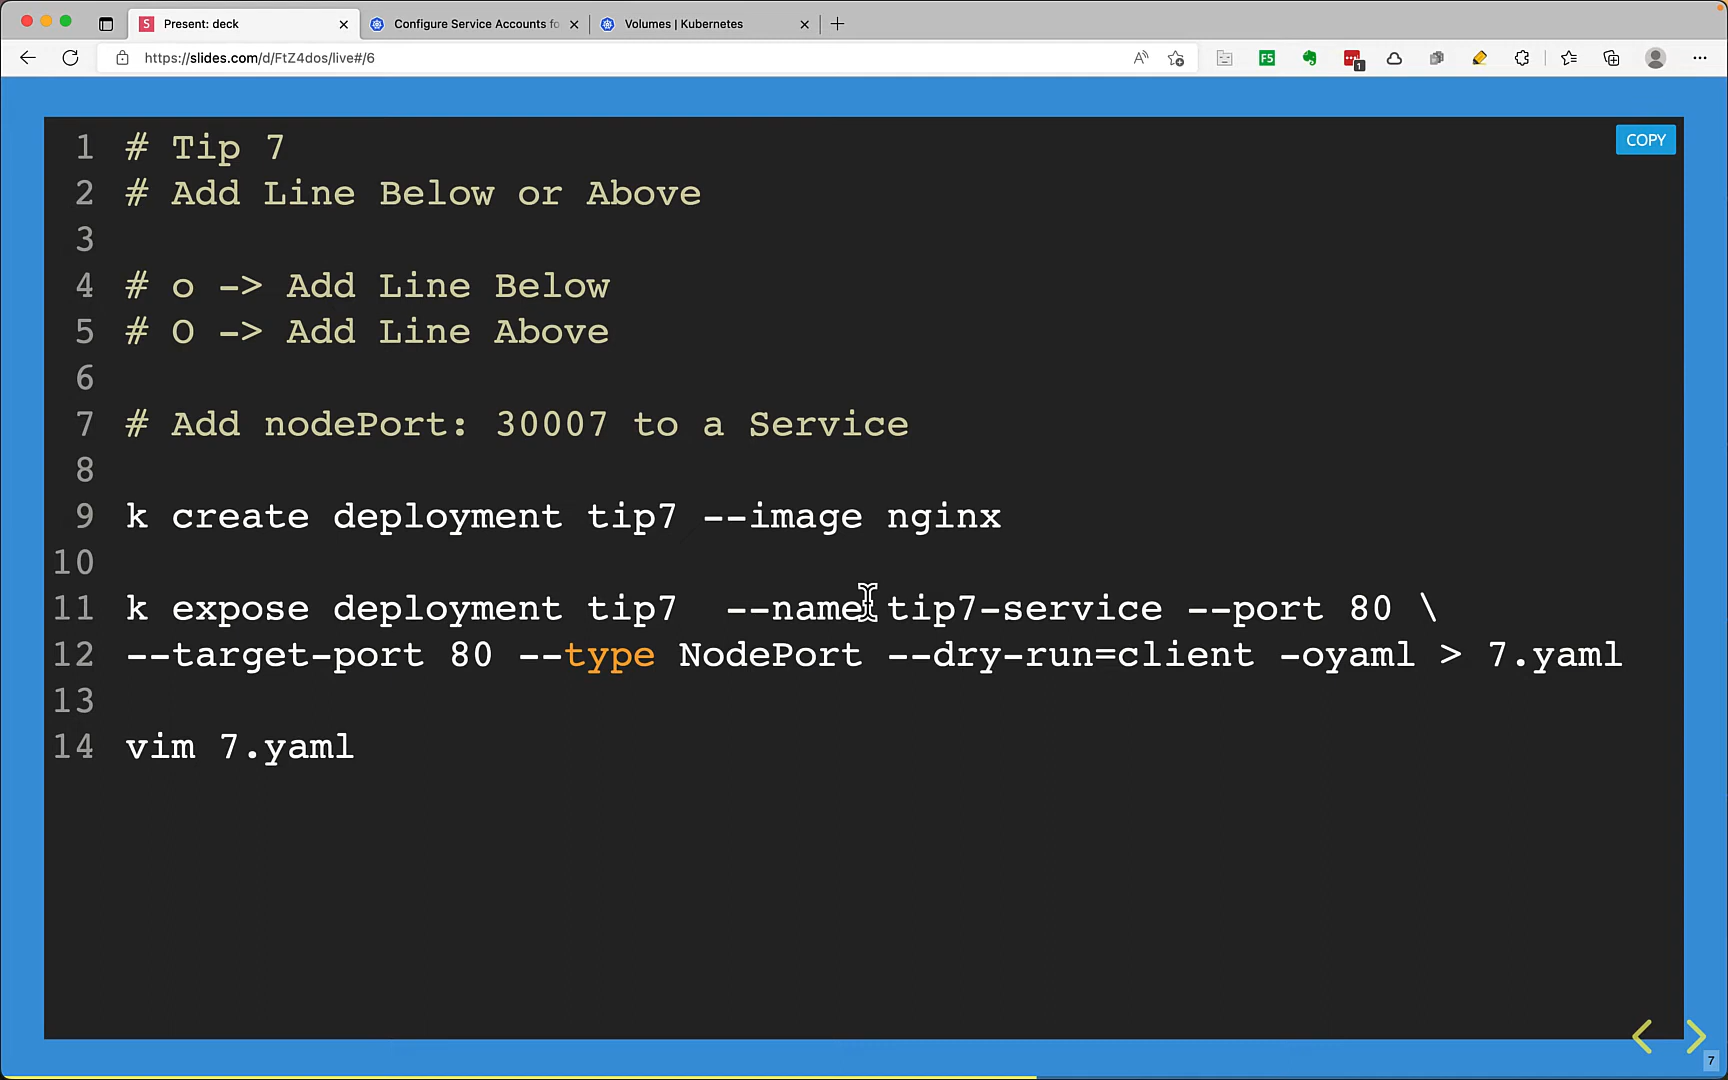 Present: deck
Configure Service Accounts fo
Volumes | Kubernetes
https://slides.com/d/FtZ4dos/live#/6
COPY
1 # Tip 7
2 # Add Line Below or Above
3
4 # o -> Add Line Below
5 # O -> Add Line Above
6
7 # Add nodePort: 30007 to a Service
8
9 k create deployment tip7 --image nginx
10
11 k expose deployment tip7  --name tip7-service --port 80 \
12 --target-port 80 --type NodePort --dry-run=client -oyaml > 7.yaml
13
14 vim 7.yaml
7